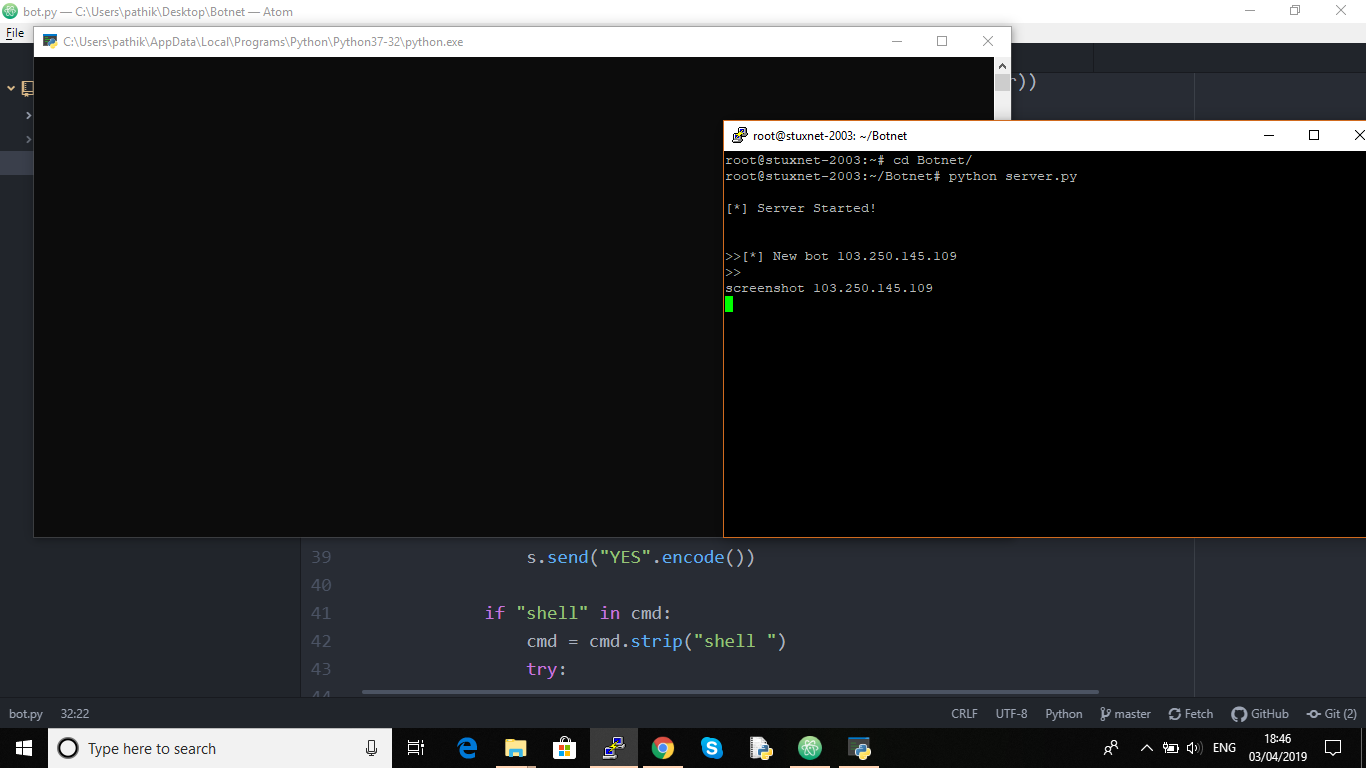 bot.py — C:\Users\pathik\Desktop\Botnet — Atom
File
C:\Users\pathik\AppData\Local\Programs\Python\Python37-32\python.exe
r))
root@stuxnet-2003: ~/Botnet
root@stuxnet-2003:~# cd Botnet/
root@stuxnet-2003:~/Botnet# python server.py
[*] Server Started!
>>[*] New bot 103.250.145.109
>>
screenshot 103.250.145.109
39 s.send("YES".encode())
40
41 if "shell" in cmd:
42 cmd = cmd.strip("shell ")
43 try:
44
bot.py 32:22 CRLF UTF-8 Python master Fetch GitHub Git (2)
Type here to search
ENG
18:46
03/04/2019